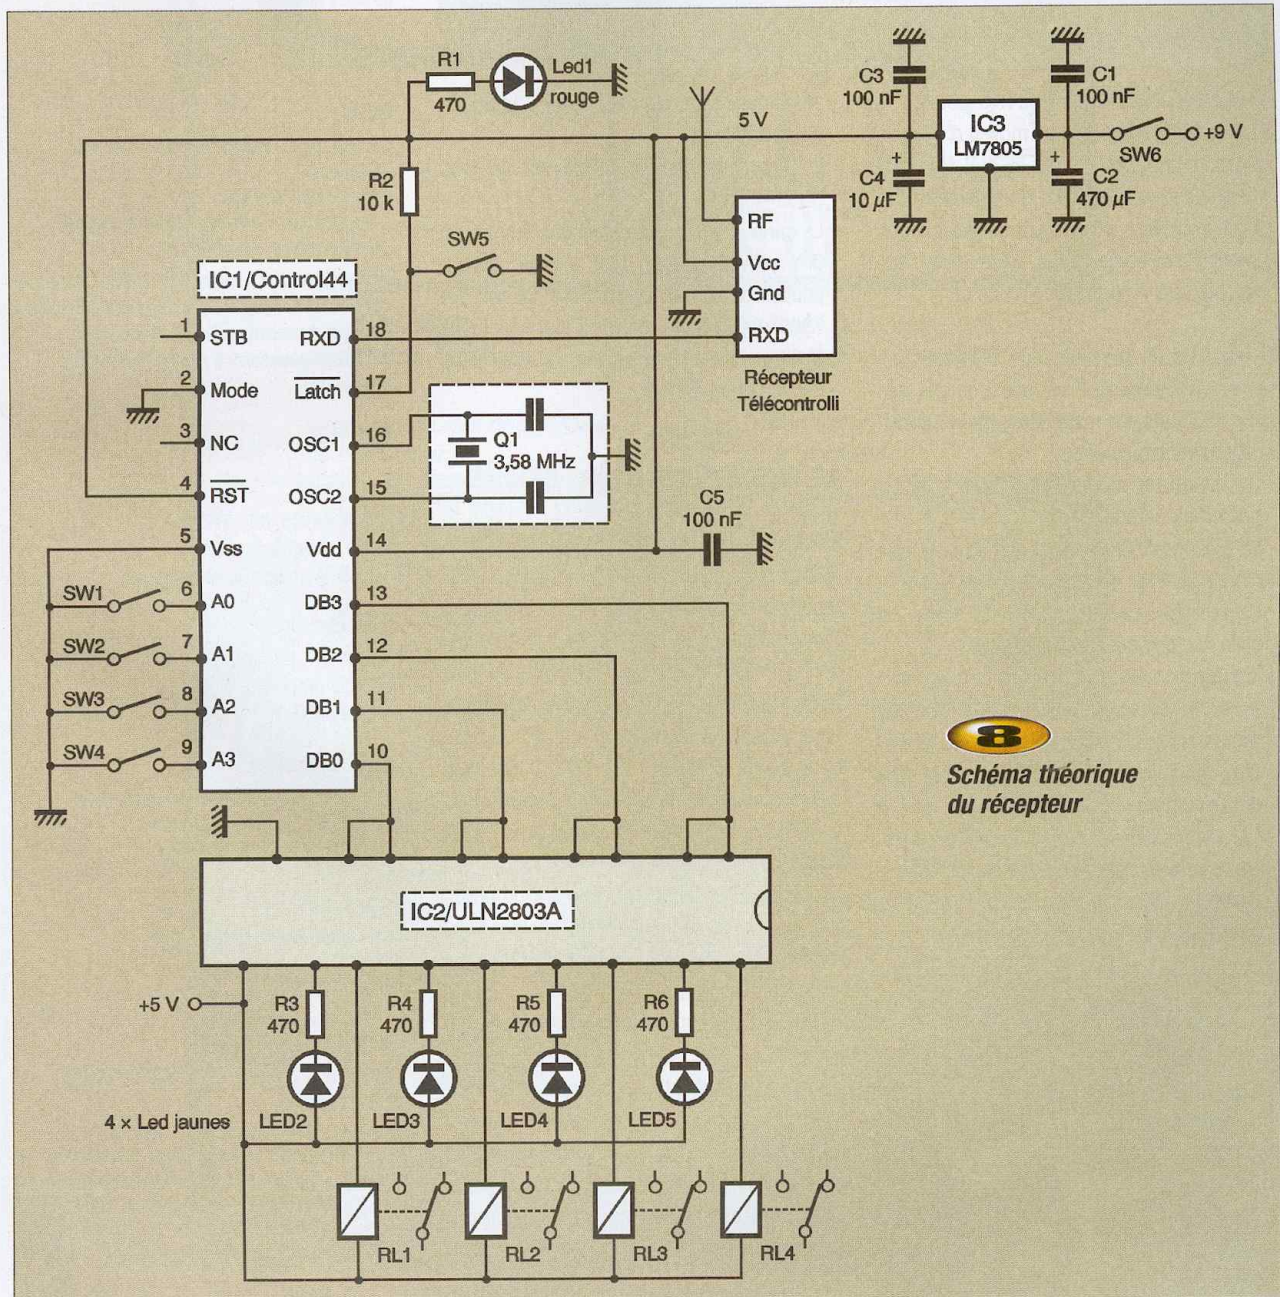 R1
470
Led1
rouge
C3
100 nF
C1
100 nF
5 V
IC3
LM7805
+9 V
SW6
R2
10 k
+
C4
10 µF
+
C2
470 µF
SW5
RF
Vcc
Gnd
RXD
Récepteur
Télécontrolli
IC1/Control44
1 STB RXD 18
2 Mode Latch 17
3 NC OSC1 16
4 RST OSC2 15
5 Vss Vdd 14
SW1 6 A0 DB3 13
SW2 7 A1 DB2 12
SW3 8 A2 DB1 11
SW4 9 A3 DB0 10
Q1
3,58 MHz
C5
100 nF
8
Schéma théorique
du récepteur
IC2/ULN2803A
+5 V
R3
470
R4
470
R5
470
R6
470
4 × Led jaunes
LED2
LED3
LED4
LED5
RL1
RL2
RL3
RL4